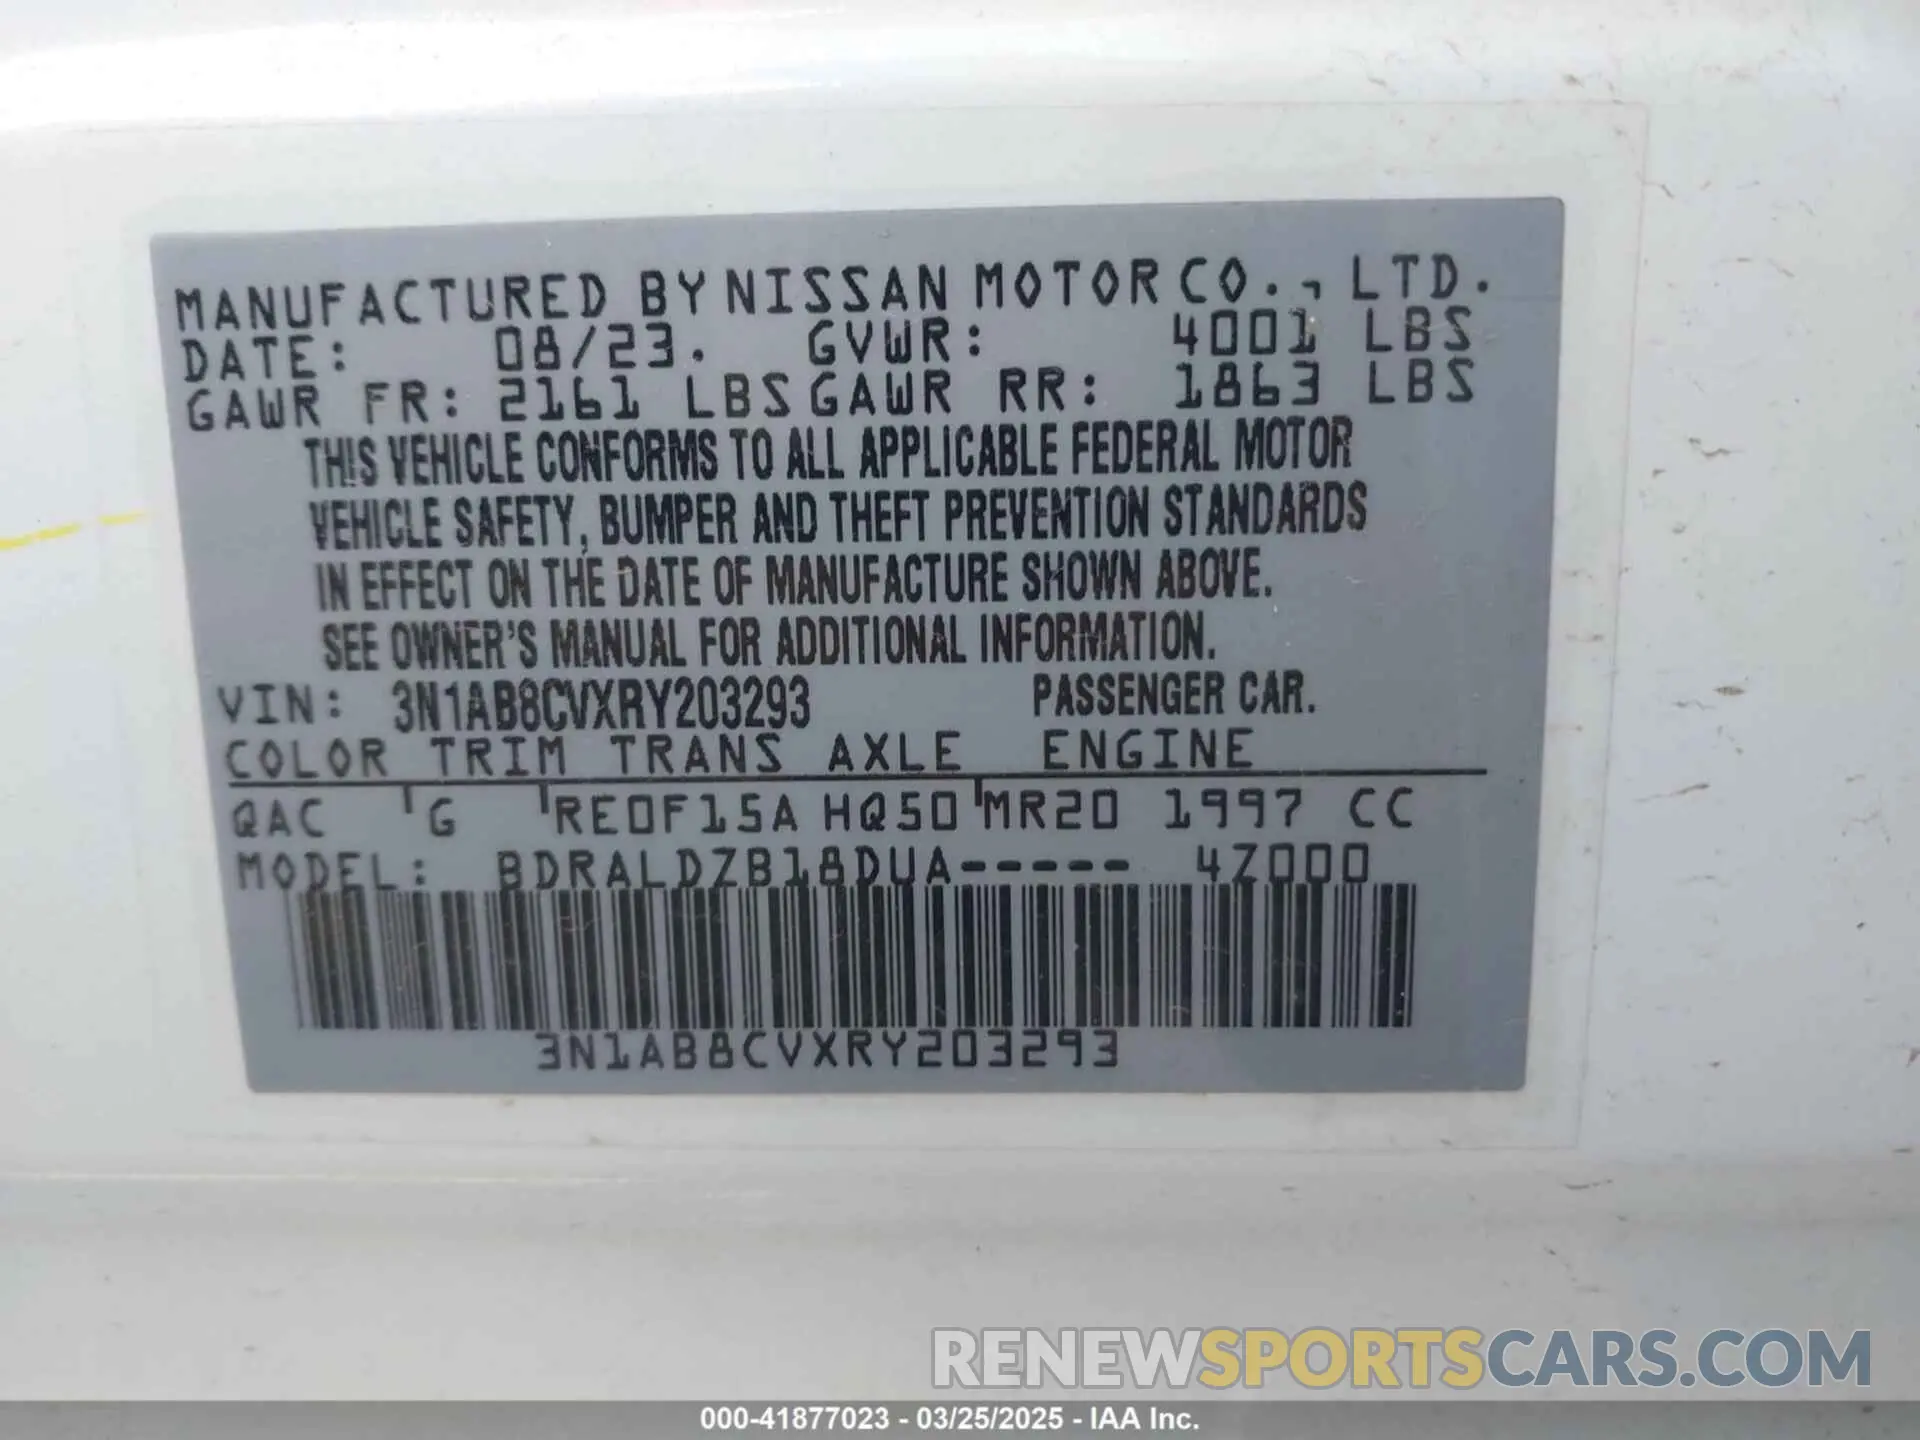 MANUFACTURED BY NISSAN MOTOR CO., LTD.
DATE: 08/23. GVWR: 4001 LBS
GAWR FR: 2161 LBS GAWR RR: 1863 LBS
THIS VEHICLE CONFORMS TO ALL APPLICABLE FEDERAL MOTOR
VEHICLE SAFETY, BUMPER AND THEFT PREVENTION STANDARDS
IN EFFECT ON THE DATE OF MANUFACTURE SHOWN ABOVE.
SEE OWNER'S MANUAL FOR ADDITIONAL INFORMATION.
VIN: 3N1AB8CVXRY203293 PASSENGER CAR.
COLOR TRIM TRANS AXLE ENGINE
QAC G RE0F15A HQ50 MR20 1997 CC
MODEL: BDRALDZB18DUA----- 4Z000
3N1AB8CVXRY203293
RENEWSPORTSCARS.COM
000-41877023 - 03/25/2025 - IAA Inc.